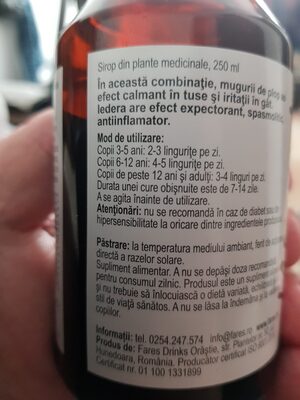 Sirop din plante medicinale, 250 ml
În această combinație, mugurii de plop au
efect calmant în tuse și iritații în gât.
Iedera are efect expectorant, spasmolitic,
antiinflamator.
Mod de utilizare:
Copii 3-5 ani: 2-3 lingurițe pe zi.
Copii 6-12 ani: 4-5 lingurițe pe zi.
Copii de peste 12 ani și adulți: 3-4 linguri pe zi.
Durata unei cure obișnuite este de 7-14 zile.
A se agita înainte de utilizare.
Atenționări: nu se recomandă în caz de diabet sau
hipersensibilitate la oricare dintre ingredientele
Păstrare: la temperatura mediului ambiant, ferit de
directă a razelor solare.
Supliment alimentar. A nu se depăși doza recomandată
pentru consumul zilnic. Produsul este un supliment
și nu trebuie să înlocuiască o dietă variată, echilibrată
stil de viață sănătos. A nu se lăsa la îndemâna și la
copiilor.
Informații: tel. 0254.247.574 info@fares.ro
Produs de: Fares Drinks Orăștie, str. Plantelor
Hunedoara, România. Producător certificat ISO
Certificat nr. 01 100 1331899